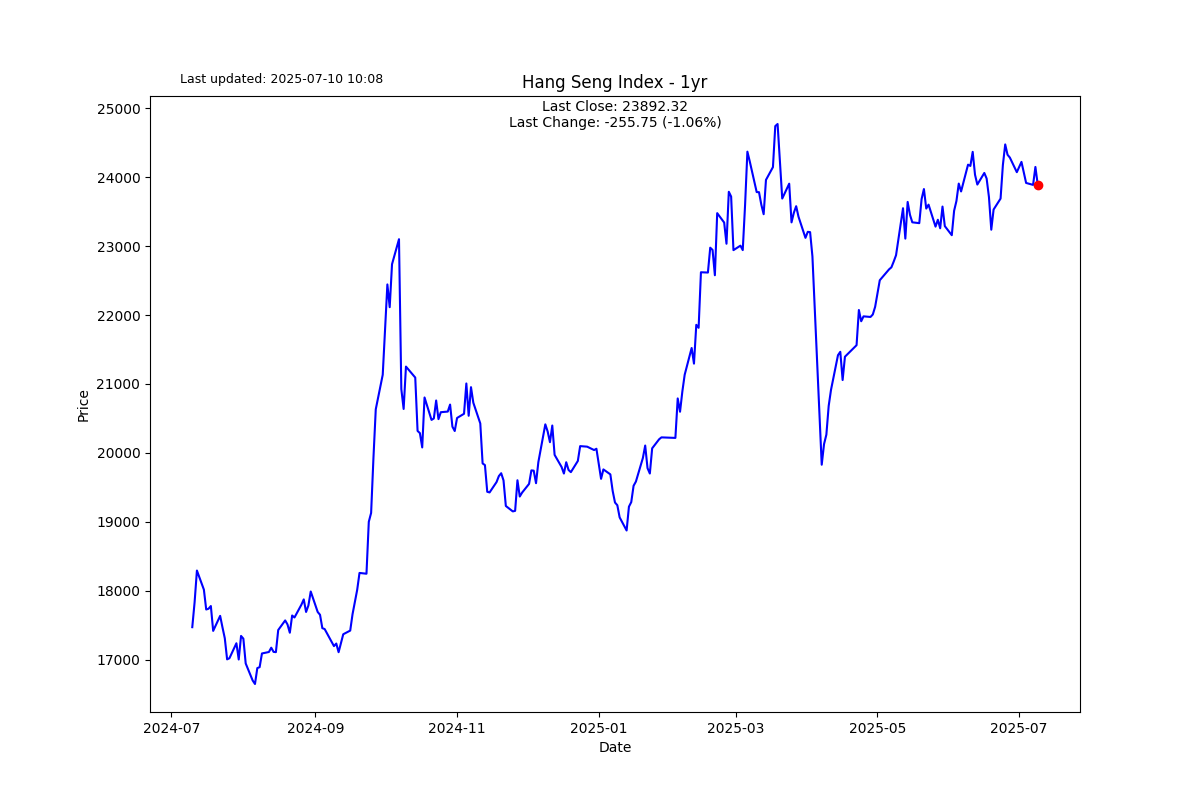 Last updated: 2025-07-10 10:08
Hang Seng Index - 1yr
Last Close: 23892.32
Last Change: -255.75 (-1.06%)
25000
24000
23000
22000
21000
20000
19000
18000
17000
Price
2024-07
2024-09
2024-11
2025-01
2025-03
2025-05
2025-07
Date